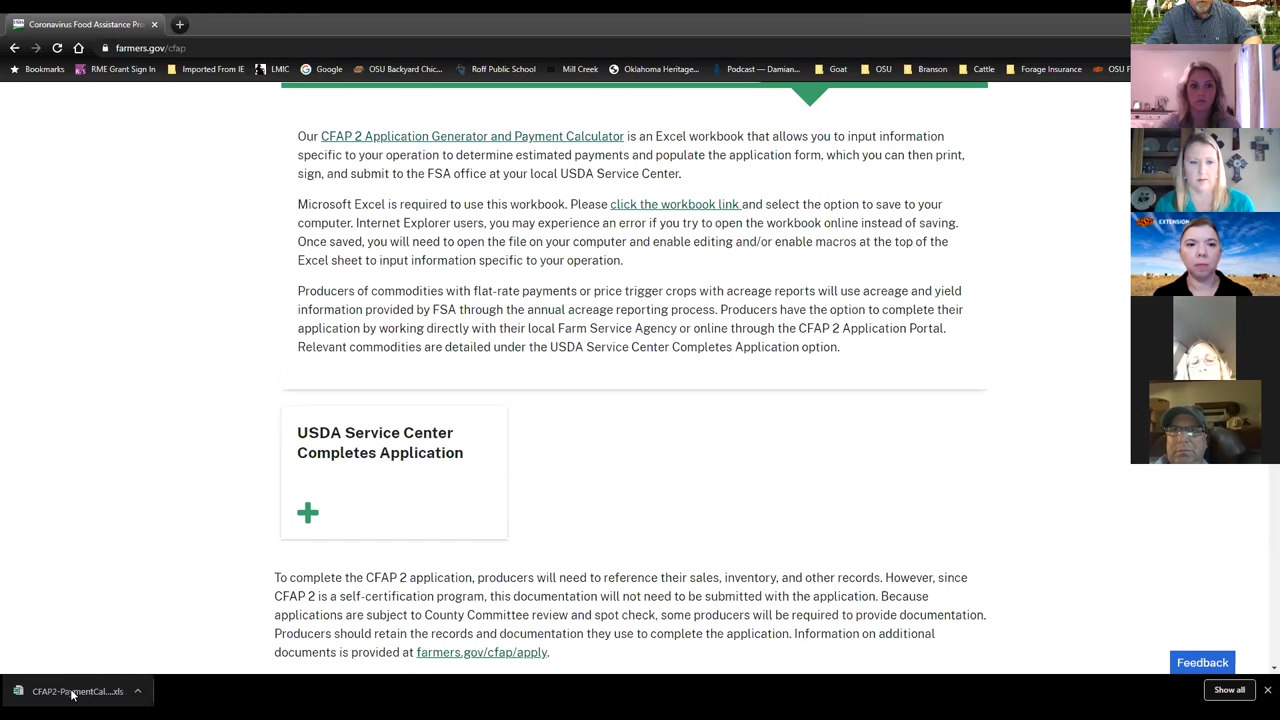 Coronavirus Food Assistance Pro
farmers.gov/cfap
Bookmarks RME Grant Sign In Imported From IE LMIC Google OSU Backyard Chic... Roff Public School Mill Creek Oklahoma Heritage... Podcast — Damian... Goat OSU Branson Cattle Forage Insurance OSU F
Our CFAP 2 Application Generator and Payment Calculator is an Excel workbook that allows you to input information
specific to your operation to determine estimated payments and populate the application form, which you can then print,
sign, and submit to the FSA office at your local USDA Service Center.
Microsoft Excel is required to use this workbook. Please click the workbook link and select the option to save to your
computer. Internet Explorer users, you may experience an error if you try to open the workbook online instead of saving.
Once saved, you will need to open the file on your computer and enable editing and/or enable macros at the top of the
Excel sheet to input information specific to your operation.
Producers of commodities with flat-rate payments or price trigger crops with acreage reports will use acreage and yield
information provided by FSA through the annual acreage reporting process. Producers have the option to complete their
application by working directly with their local Farm Service Agency or online through the CFAP 2 Application Portal.
Relevant commodities are detailed under the USDA Service Center Completes Application option.
USDA Service Center
Completes Application
To complete the CFAP 2 application, producers will need to reference their sales, inventory, and other records. However, since
CFAP 2 is a self-certification program, this documentation will not need to be submitted with the application. Because
applications are subject to County Committee review and spot check, some producers will be required to provide documentation.
Producers should retain the records and documentation they use to complete the application. Information on additional
documents is provided at farmers.gov/cfap/apply.
Feedback
CFAP2-PaymentCal....xls
Show all
EXTENSION